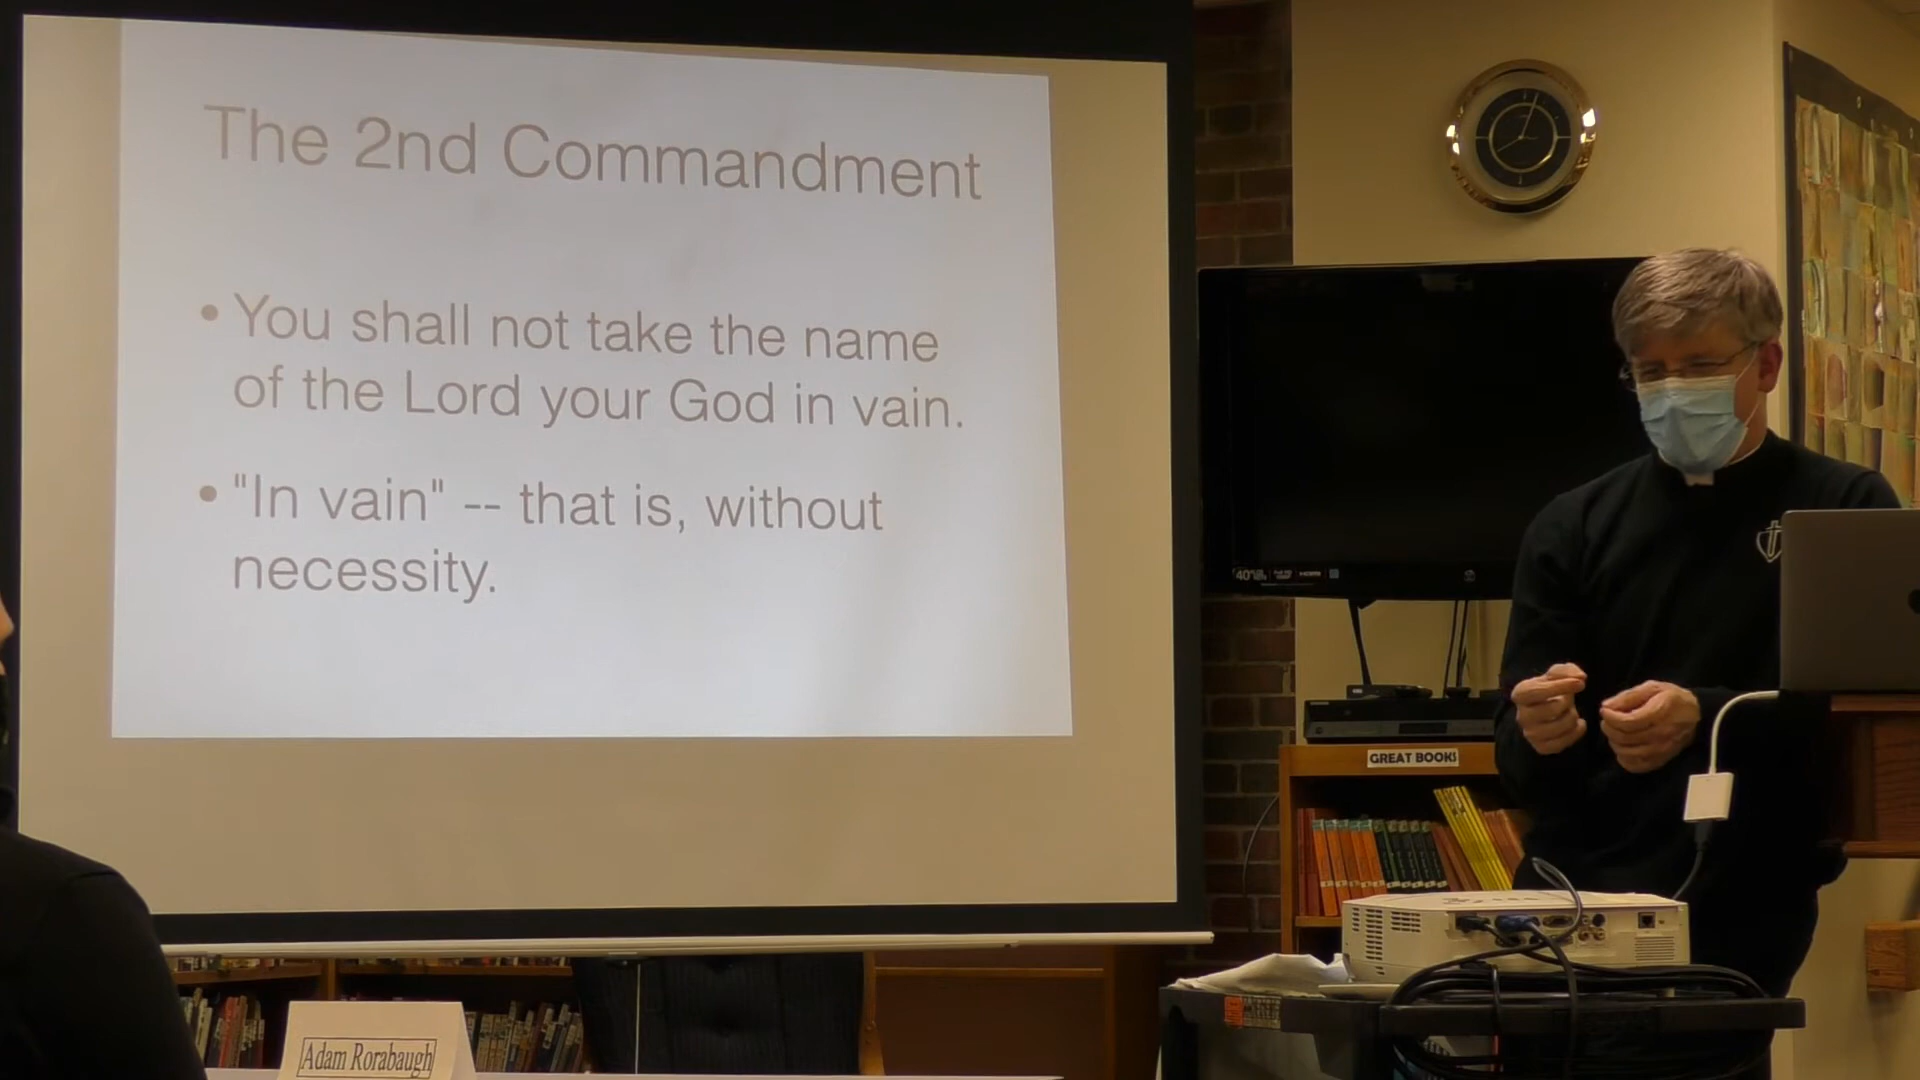 The 2nd Commandment
• You shall not take the name
of the Lord your God in vain.
• "In vain" -- that is, without
necessity.
GREAT BOOKS
Adam Rorabaugh